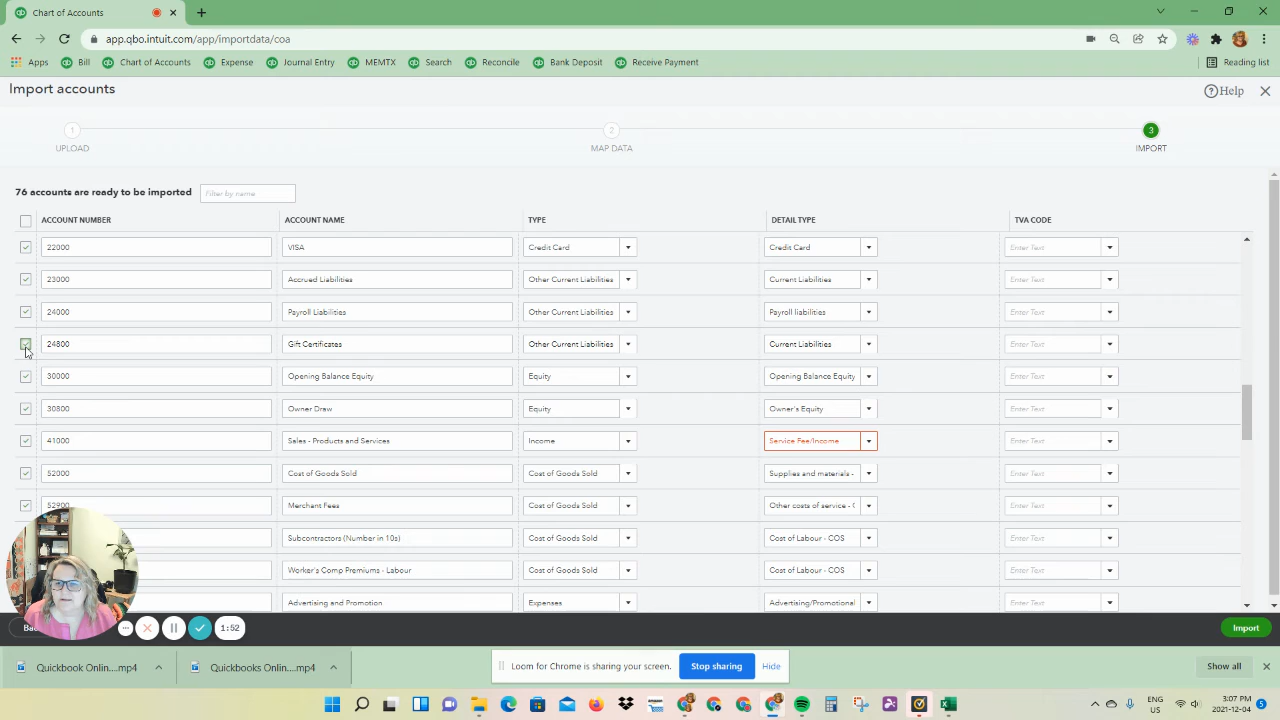 Chart of Accounts
app.qbo.intuit.com/app/importdata/coa
Apps Bill Chart of Accounts Expense Journal Entry MEMTX Search Reconcile Bank Deposit Receive Payment Reading list
Import accounts
Help
1 2 3
UPLOAD MAP DATA IMPORT
76 accounts are ready to be imported Filter by name
ACCOUNT NUMBER ACCOUNT NAME TYPE DETAIL TYPE TVA CODE
22000 VISA Credit Card Credit Card Enter Text
23000 Accrued Liabilities Other Current Liabilities Current Liabilities Enter Text
24000 Payroll Liabilities Other Current Liabilities Payroll liabilities Enter Text
24800 Gift Certificates Other Current Liabilities Current Liabilities Enter Text
30000 Opening Balance Equity Equity Opening Balance Equity Enter Text
30800 Owner Draw Equity Owner's Equity Enter Text
41000 Sales - Products and Services Income Service Fee/Income Enter Text
52000 Cost of Goods Sold Cost of Goods Sold Supplies and materials - Enter Text
52900 Merchant Fees Cost of Goods Sold Other costs of service - Enter Text
Subcontractors (Number in 10s) Cost of Goods Sold Cost of Labour - COS Enter Text
Worker's Comp Premiums - Labour Cost of Goods Sold Cost of Labour - COS Enter Text
Advertising and Promotion Expenses Advertising/Promotional Enter Text
1:52 Import
Quickbook Onlin....mp4 Quickbooks Onlin....mp4 Loom for Chrome is sharing your screen. Stop sharing Hide Show all
ENG 3:07 PM
US 2021-12-04